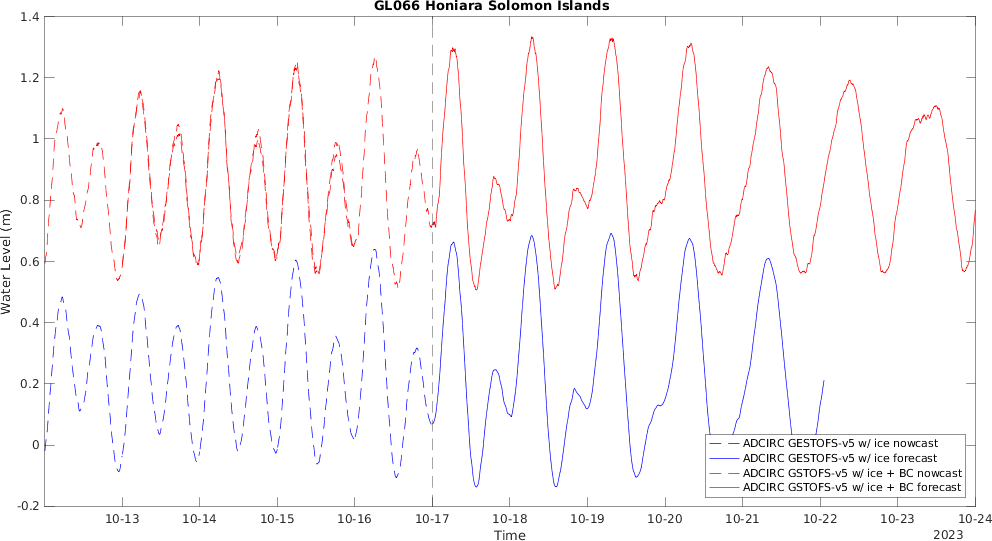 GL066 Honiara Solomon Islands
1.4
1.2
1
0.8
0.6
0.4
0.2
0
-0.2
Water Level (m)
ADCIRC GESTOFS-v5 w/ ice nowcast
ADCIRC GESTOFS-v5 w/ ice forecast
ADCIRC GSTOFS-v5 w/ ice + BC nowcast
ADCIRC GSTOFS-v5 w/ ice + BC forecast
10-13 10-14 10-15 10-16 10-17 10-18 10-19 10-20 10-21 10-22 10-23 10-24
Time
2023